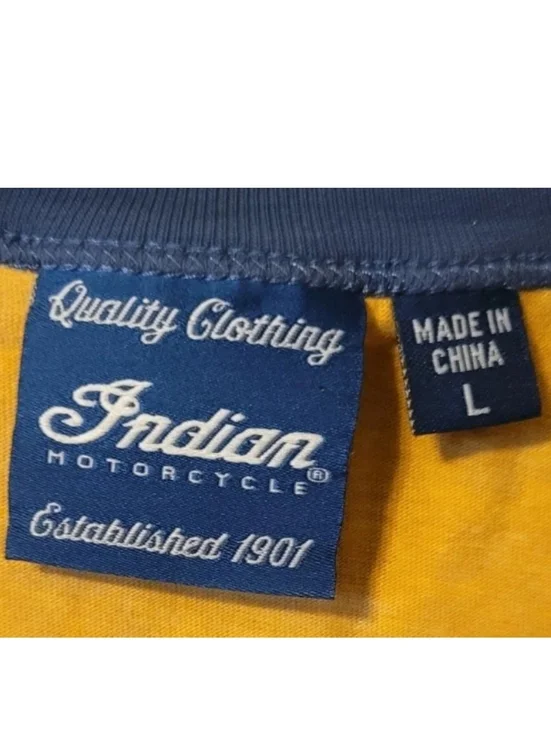 Quality Clothing
Indian
MOTORCYCLE®
Established 1901
MADE IN
CHINA
L